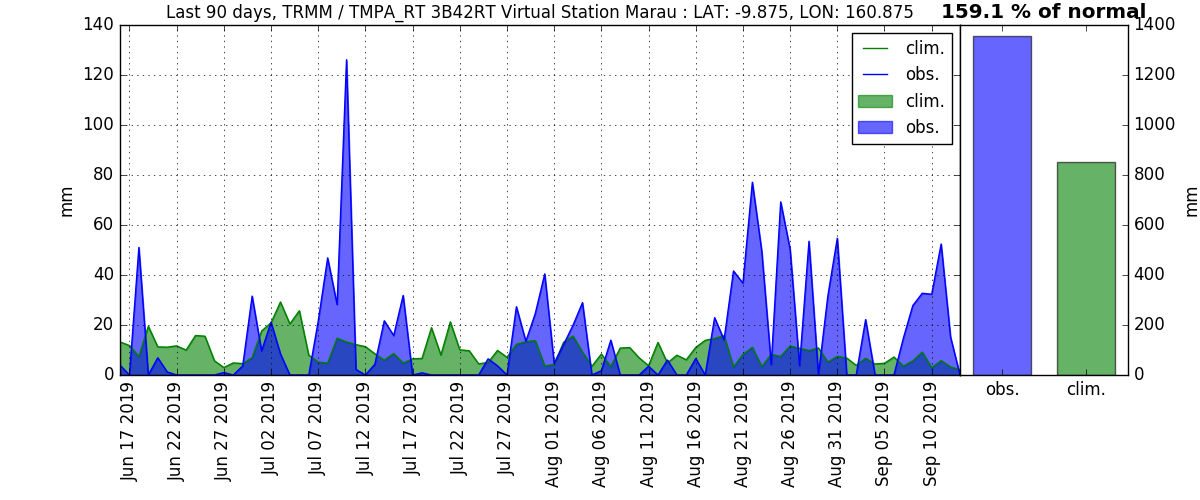 Last 90 days, TRMM / TMPA_RT 3B42RT Virtual Station Marau : LAT: -9.875, LON: 160.875
159.1 % of normal
mm
140
120
100
80
60
40
20
0
clim.
obs.
clim.
obs.
Jun 17 2019
Jun 22 2019
Jun 27 2019
Jul 02 2019
Jul 07 2019
Jul 12 2019
Jul 17 2019
Jul 22 2019
Jul 27 2019
Aug 01 2019
Aug 06 2019
Aug 11 2019
Aug 16 2019
Aug 21 2019
Aug 26 2019
Aug 31 2019
Sep 05 2019
Sep 10 2019
1400
1200
1000
800
600
400
200
0
mm
obs.
clim.